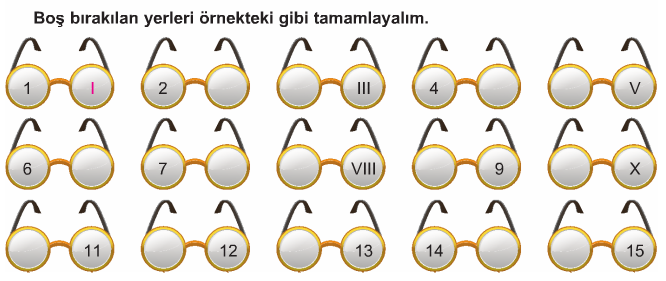 Boş bırakılan yerleri örnekteki gibi tamamlayalım.
1 I 2 III 4 V
6 7 VIII 9 X
11 12 13 14 15